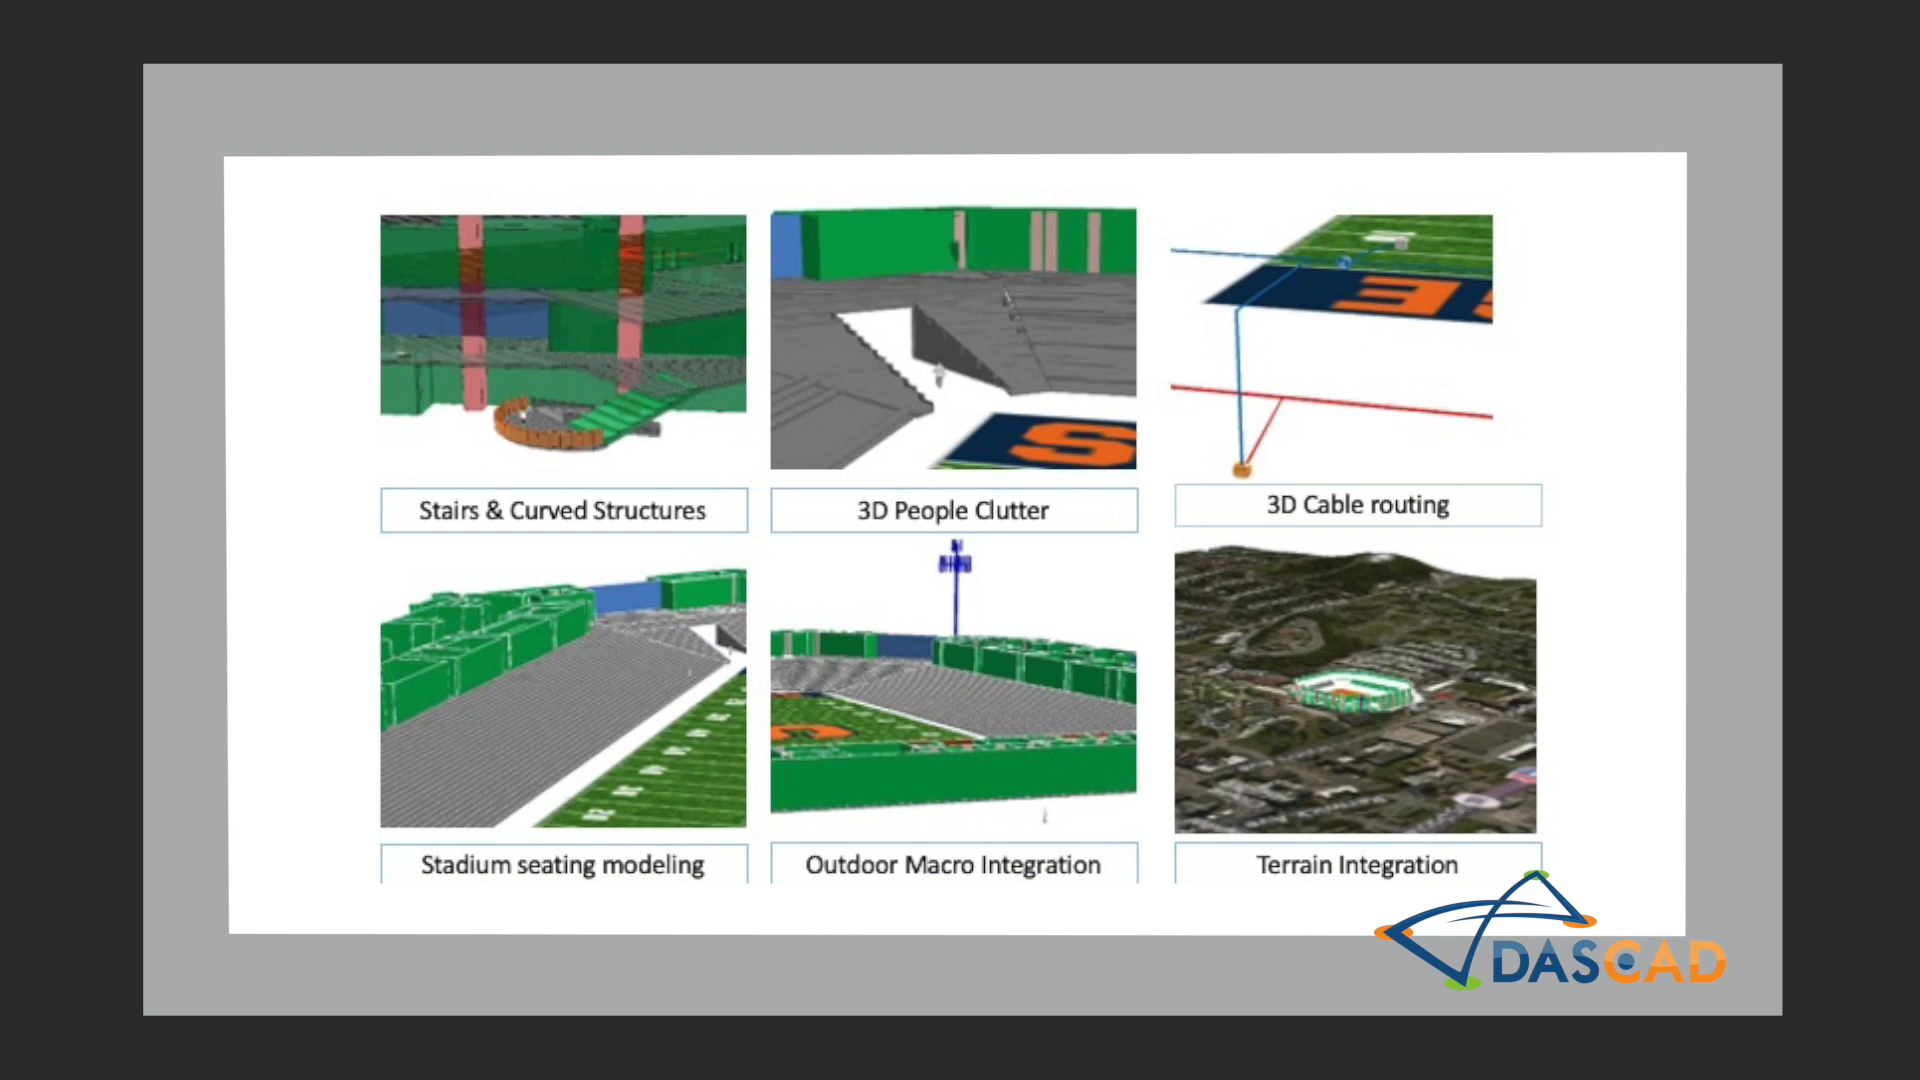 E
S
Stairs & Curved Structures
3D People Clutter
3D Cable routing
Stadium seating modeling
Outdoor Macro Integration
Terrain Integration
DASCAD